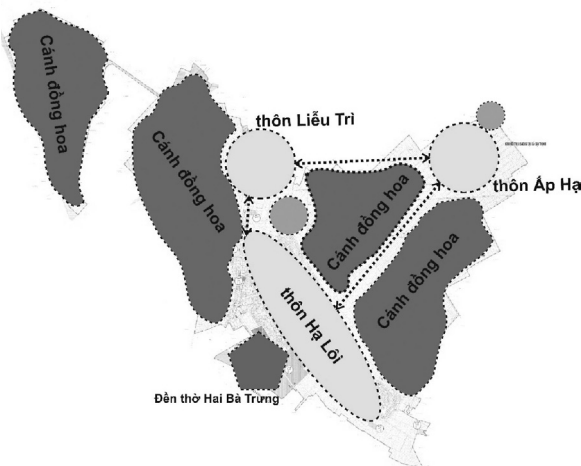 Cánh đồng hoa
thôn Liễu Trì
Cánh đồng hoa
thôn Ấp Hạ
Cánh đồng hoa
Cánh đồng hoa
thôn Hạ Lôi
Đền thờ Hai Bà Trưng